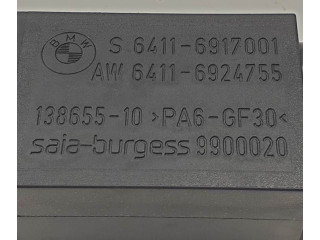 BMW
S 6411-6917001
AW 6411-6924755
138655-10 >PA6-GF30<
saia-burgess 9900020